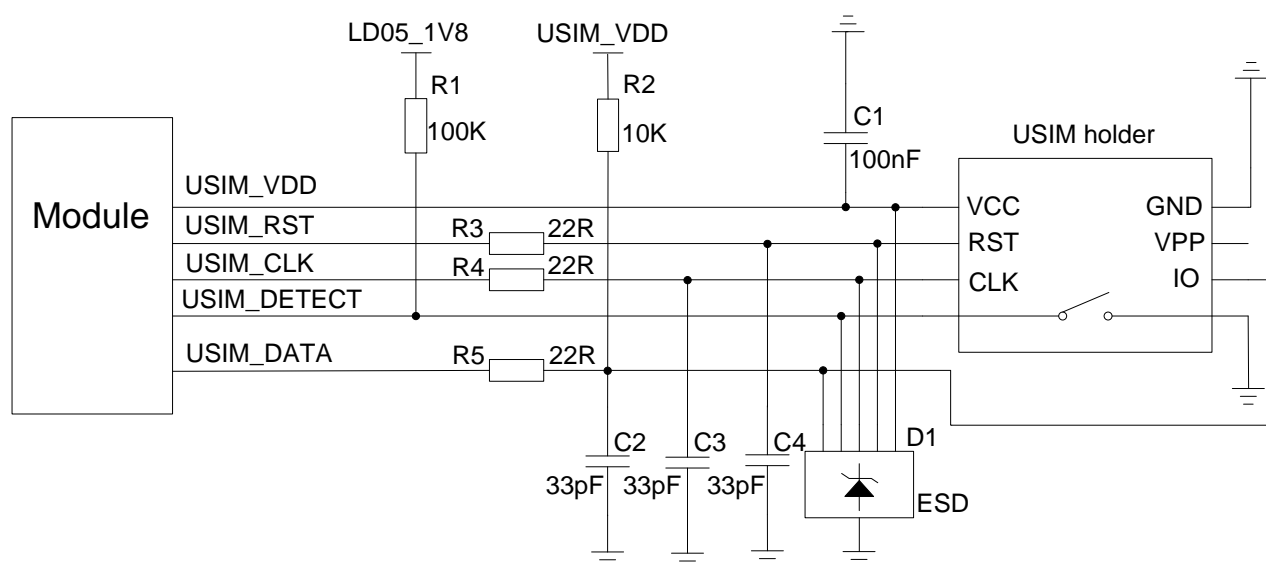 LD05_1V8
USIM_VDD
R1
100K
R2
10K
C1
100nF
USIM holder
Module
USIM_VDD
USIM_RST
USIM_CLK
USIM_DETECT
USIM_DATA
R3
22R
R4
22R
R5
22R
VCC
GND
RST
VPP
CLK
IO
C2
33pF
C3
33pF
C4
33pF
D1
ESD